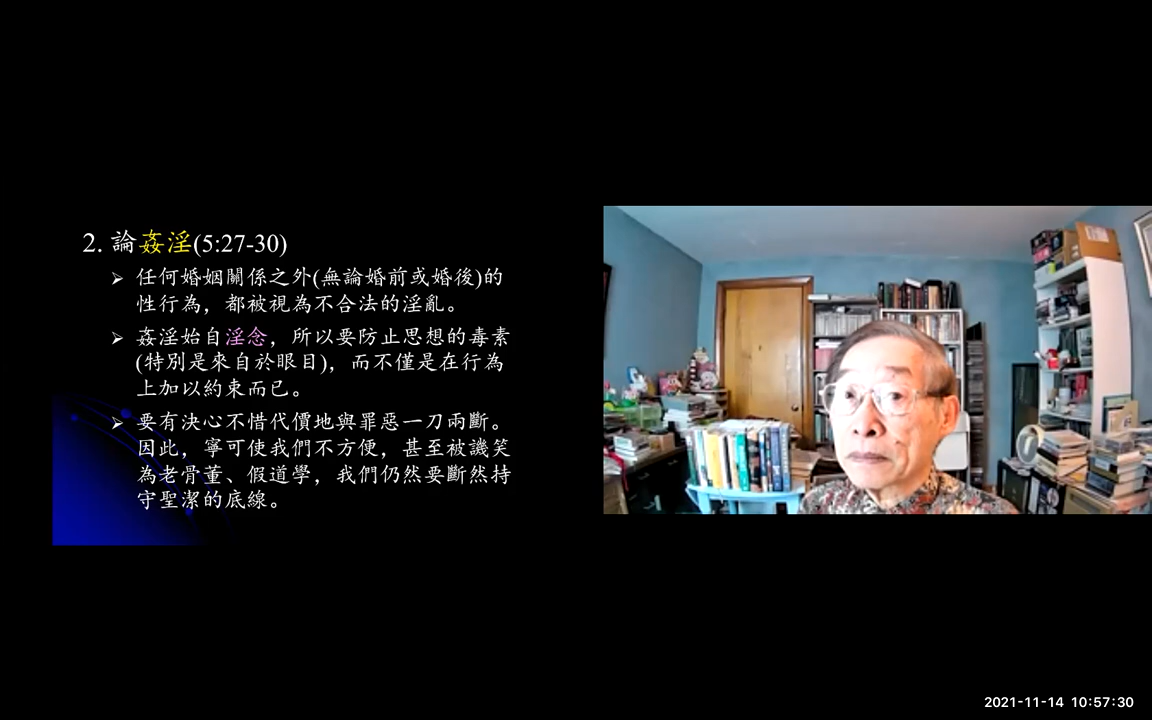 2. 論姦淫(5:27-30)
➢ 任何婚姻關係之外(無論婚前或婚後)的
性行為，都被視為不合法的淫亂。
➢ 姦淫始自淫念，所以要防止思想的毒素
(特別是來自於眼目)，而不僅是在行為
上加以約束而已。
➢ 要有決心不惜代價地與罪惡一刀兩斷。
因此，寧可使我們不方便，甚至被譏笑
為老骨董、假道學，我們仍然要斷然持
守聖潔的底線。
2021-11-14 10:57:30